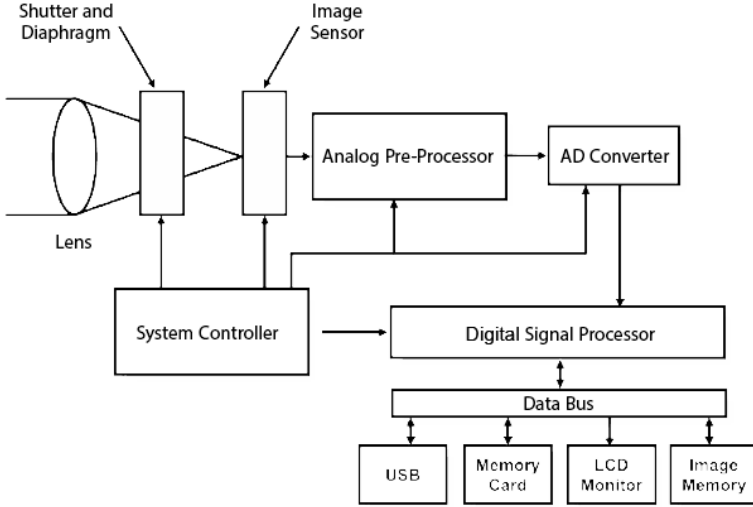 Shutter and
Diaphragm
Image
Sensor
Analog Pre-Processor
AD Converter
Lens
System Controller
Digital Signal Processor
Data Bus
USB
Memory
Card
LCD
Monitor
Image
Memory